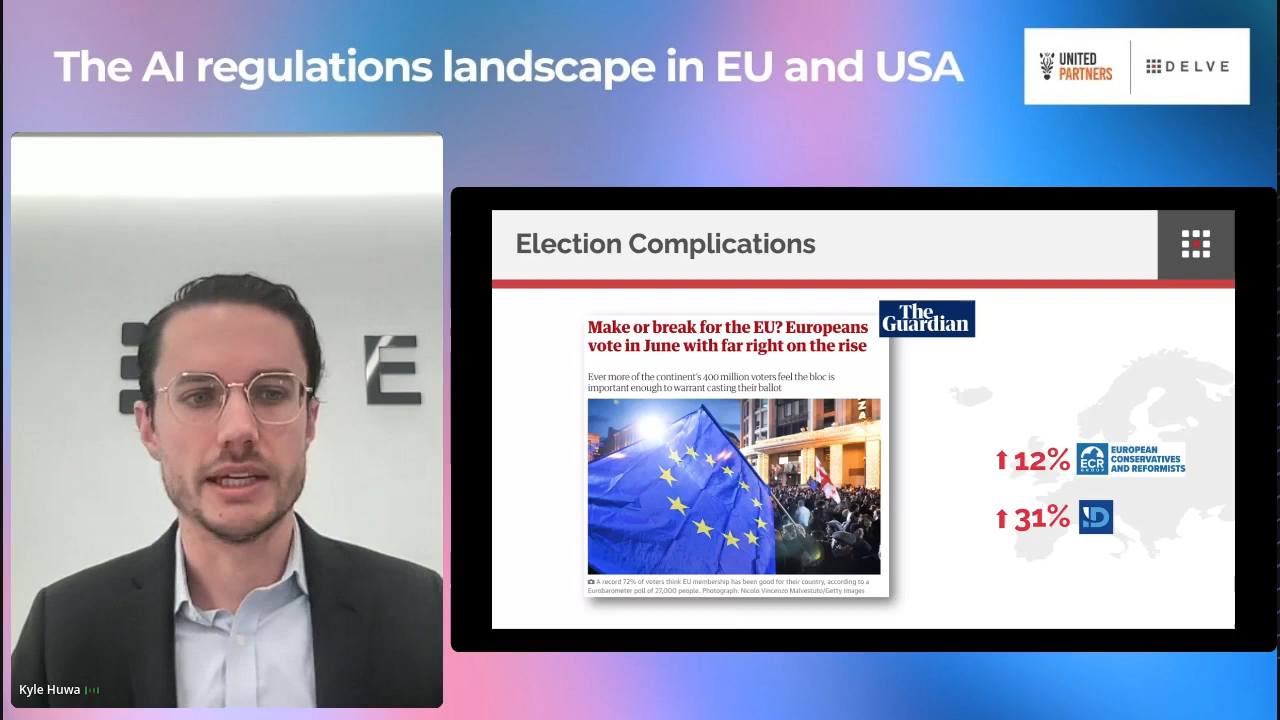 The AI regulations landscape in EU and USA
UNITED
PARTNERS
DELVE
E
Kyle Huwa
Election Complications
The
Guardian
Make or break for the EU? Europeans
vote in June with far right on the rise
Ever more of the continent's 400 million voters feel the bloc is
important enough to warrant casting their ballot
ZA
A record 72% of voters think EU membership has been good for their country, according to a
Eurobarometer poll of 27,000 people. Photograph: Nicolo Vincenzo Malvestuto/Getty Images
12%
ECR
GROUP
EUROPEAN
CONSERVATIVES
AND REFORMISTS
31%
ID